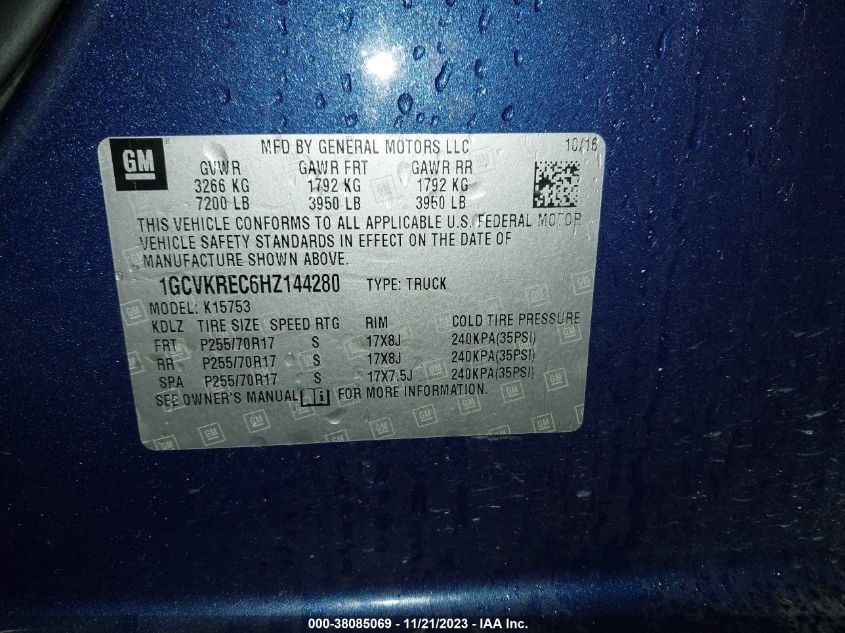 GM ®
MFD BY GENERAL MOTORS LLC 10/16
GVWR GAWR FRT GAWR RR
3266 KG 1792 KG 1792 KG
7200 LB 3950 LB 3950 LB
THIS VEHICLE CONFORMS TO ALL APPLICABLE U.S. FEDERAL MOTOR
VEHICLE SAFETY STANDARDS IN EFFECT ON THE DATE OF
MANUFACTURE SHOWN ABOVE.
1GCVKREC6HZ144280 TYPE: TRUCK
MODEL: K15753
KDLZ TIRE SIZE SPEED RTG RIM COLD TIRE PRESSURE
FRT P255/70R17 S 17X8J 240KPA(35PSI)
RR P255/70R17 S 17X8J 240KPA(35PSI)
SPA P255/70R17 S 17X7.5J 240KPA(35PSI)
SEE OWNER'S MANUAL FOR MORE INFORMATION.
000-38085069 - 11/21/2023 - IAA Inc.